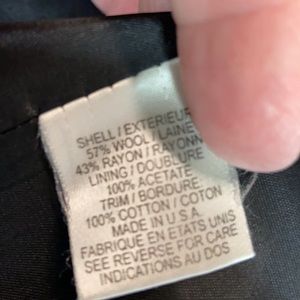 SHELL / EXTERIEUR
57% WOOL / LAINE
43% RAYON / RAYONN
LINING / DOUBLURE
100% ACETATE
TRIM / BORDURE
100% COTTON / COTON
MADE IN U.S.A.
FABRIQUE EN ETATS UNIS
SEE REVERSE FOR CARE
INDICATIONS AU DOS